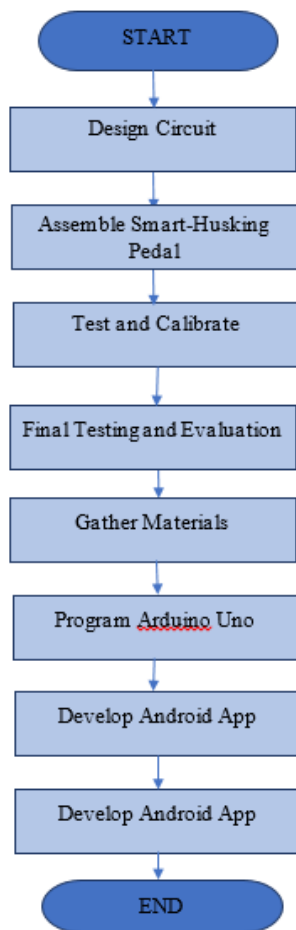 START
Design Circuit
Assemble Smart-Husking
Pedal
Test and Calibrate
Final Testing and Evaluation
Gather Materials
Program Arduino Uno
Develop Android App
Develop Android App
END